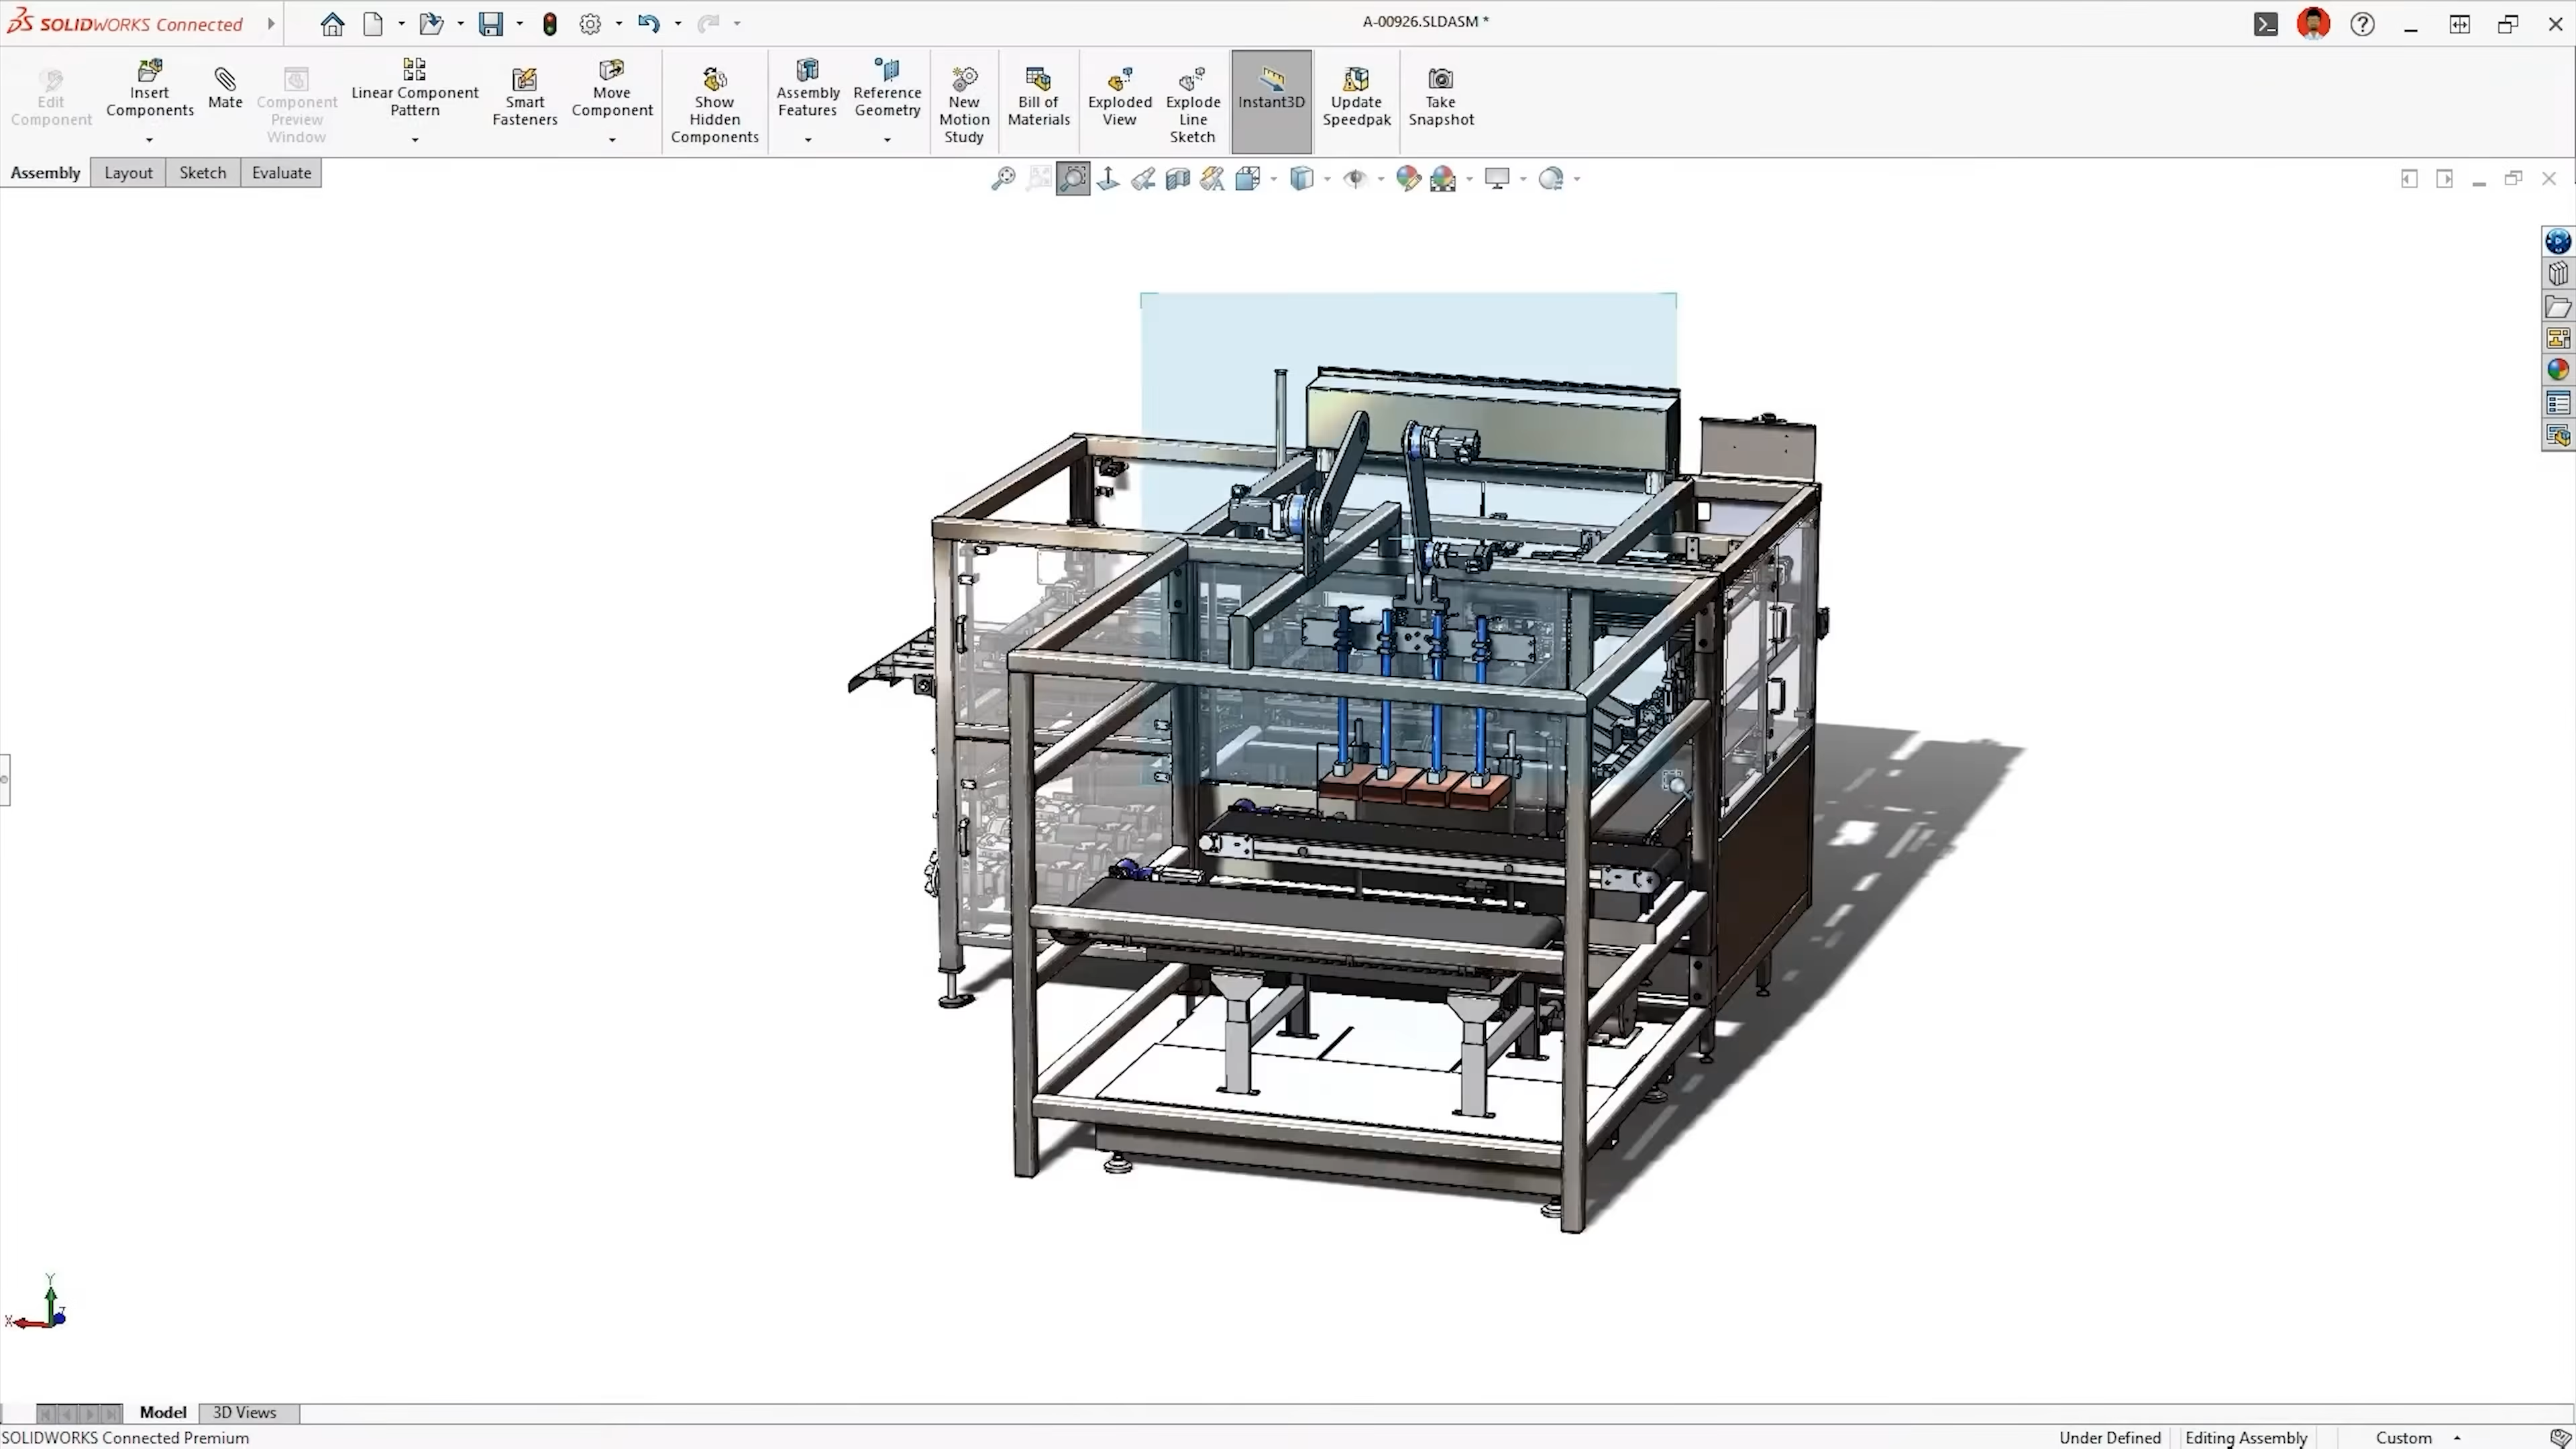 SOLIDWORKS Connected
A-00926.SLDASM *
Edit
Component
Insert
Components
Mate
Component
Preview
Window
Linear Component
Pattern
Smart
Fasteners
Move
Component
Show
Hidden
Components
Assembly
Features
Reference
Geometry
New
Motion
Study
Bill of
Materials
Exploded
View
Explode
Line
Sketch
Instant3D
Update
Speedpak
Take
Snapshot
Assembly
Layout
Sketch
Evaluate
Y
X
Z
Model
3D Views
SOLIDWORKS Connected Premium
Under Defined
Editing Assembly
Custom